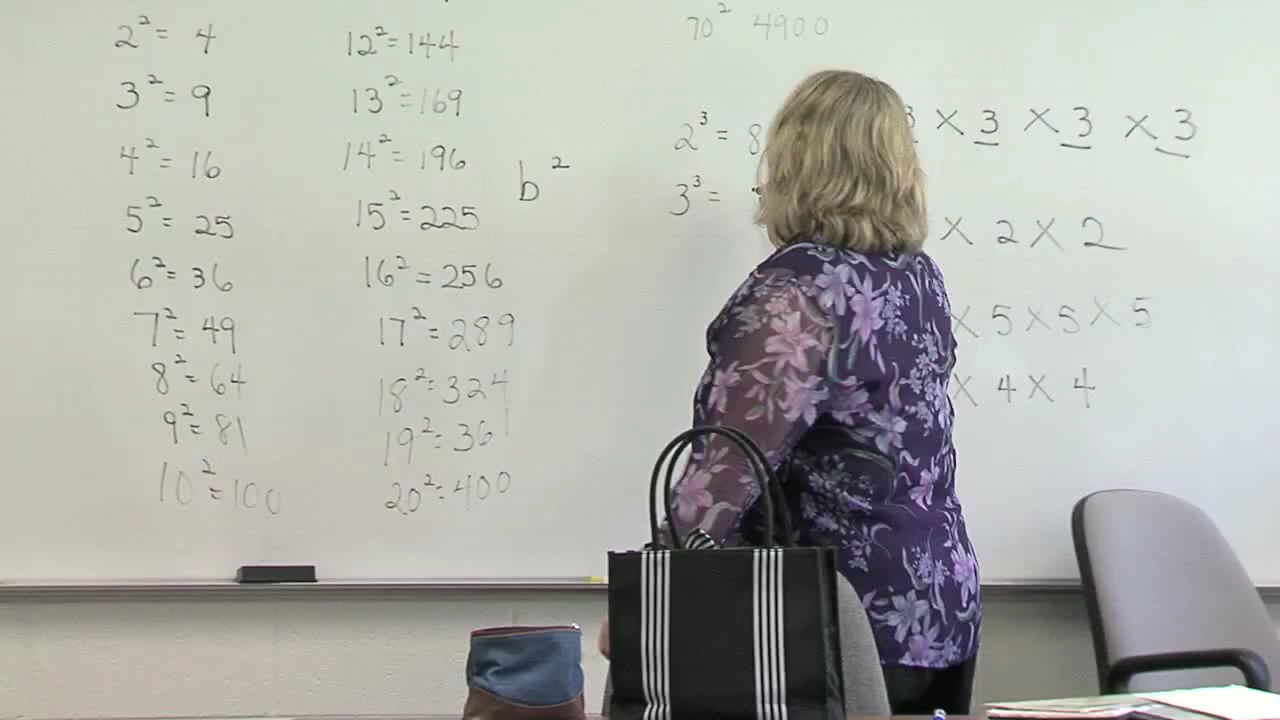 2² = 4
3² = 9
4² = 16
5² = 25
6² = 36
7² = 49
8² = 64
9² = 81
10² = 100
12² = 144
13² = 169
14² = 196
15² = 225
16² = 256
17² = 289
18² = 324
19² = 361
20² = 400
b²
70² 4900
2³ = 8
3³ =
× 3 × 3 × 3
× 2 × 2
× 5 × 5 × 5
× 4 × 4